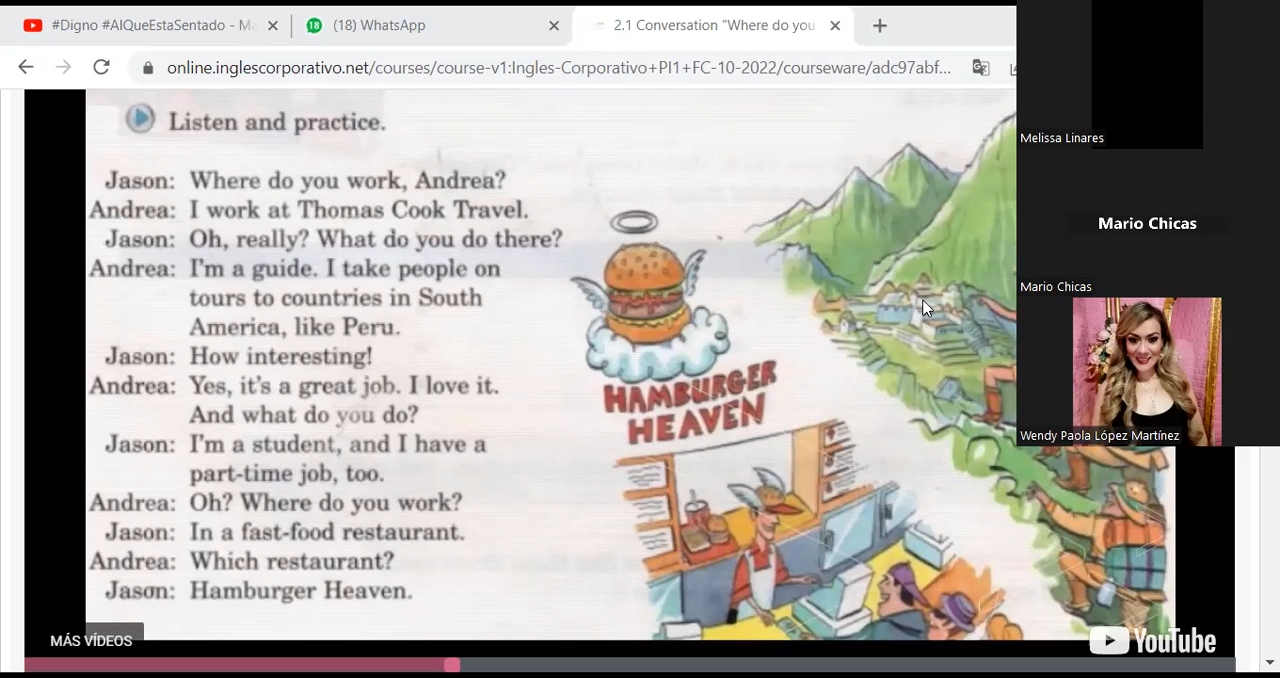 #Digno #AlQueEstaSentado - Ma
(18) WhatsApp
2.1 Conversation "Where do you
online.inglescorporativo.net/courses/course-v1:Ingles-Corporativo+PI1+FC-10-2022/courseware/adc97abf...
Listen and practice.
Jason: Where do you work, Andrea?
Andrea: I work at Thomas Cook Travel.
Jason: Oh, really? What do you do there?
Andrea: I'm a guide. I take people on
tours to countries in South
America, like Peru.
Jason: How interesting!
Andrea: Yes, it's a great job. I love it.
And what do you do?
Jason: I'm a student, and I have a
part-time job, too.
Andrea: Oh? Where do you work?
Jason: In a fast-food restaurant.
Andrea: Which restaurant?
Jason: Hamburger Heaven.
HAMBURGER
HEAVEN
MÁS VÍDEOS
YouTube
Melissa Linares
Mario Chicas
Mario Chicas
Wendy Paola López Martínez